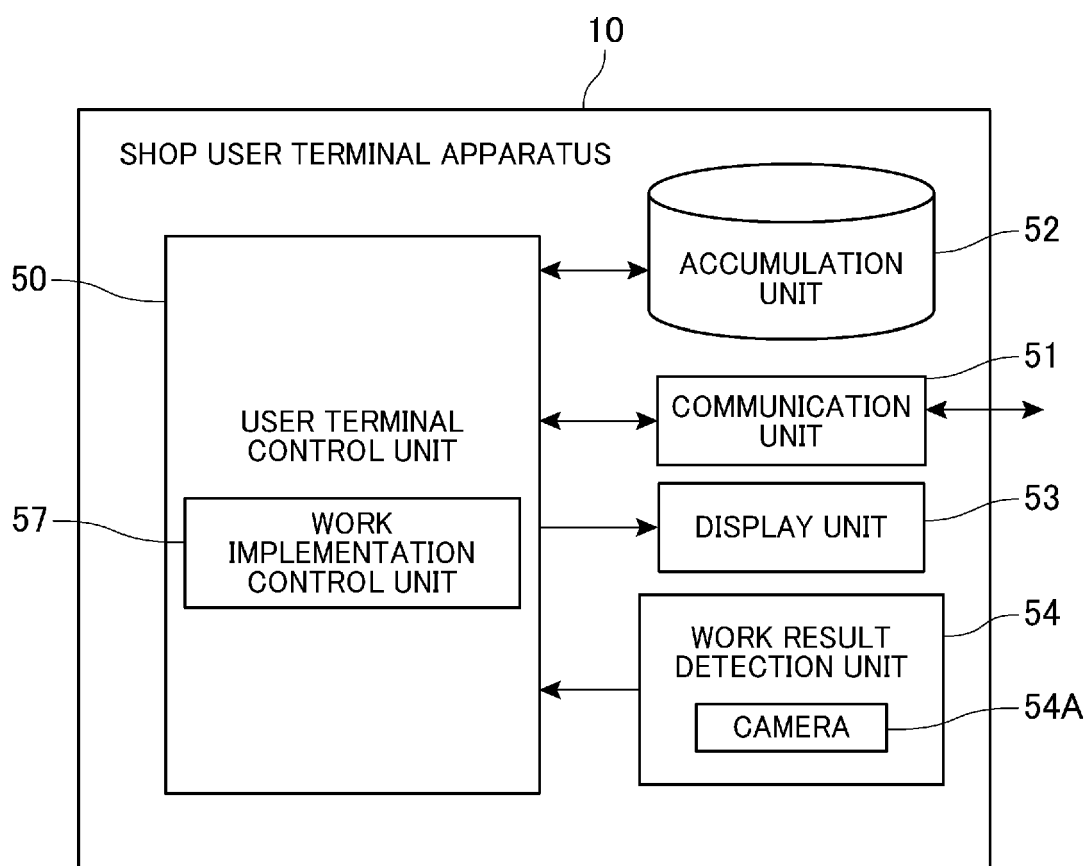 10
SHOP USER TERMINAL APPARATUS
50
USER TERMINAL
CONTROL UNIT
57
WORK
IMPLEMENTATION
CONTROL UNIT
ACCUMULATION
UNIT
52
COMMUNICATION
UNIT
51
DISPLAY UNIT
53
WORK RESULT
DETECTION UNIT
54
CAMERA
54A